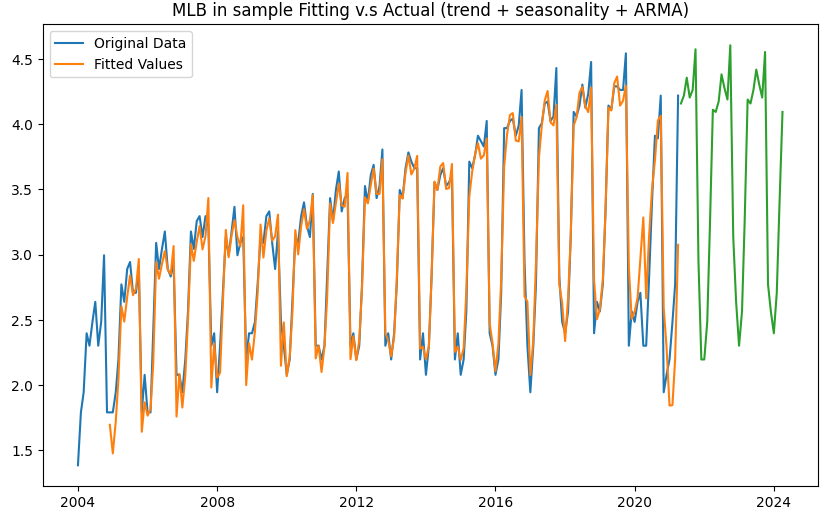 MLB in sample Fitting v.s Actual (trend + seasonality + ARMA)
Original Data
Fitted Values
4.5
4.0
3.5
3.0
2.5
2.0
1.5
2004 2008 2012 2016 2020 2024